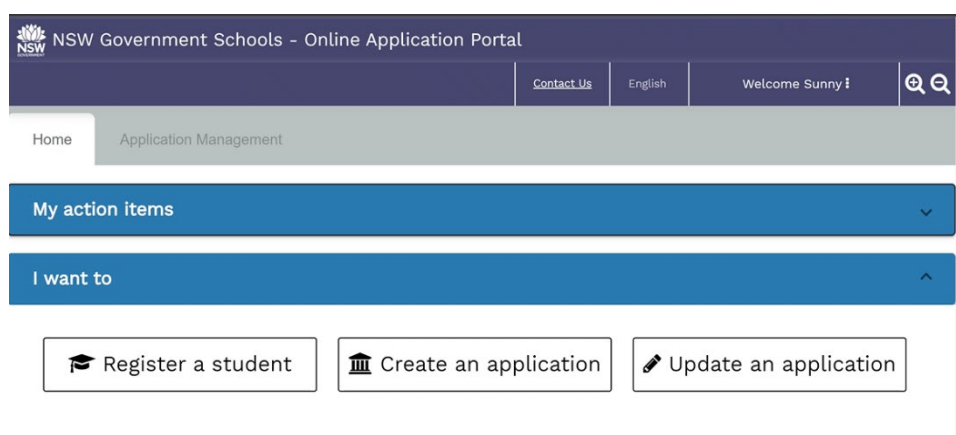 NSW
NSW Government Schools - Online Application Portal
Contact Us English Welcome Sunny
Home Application Management
My action items
I want to
Register a student Create an application Update an application